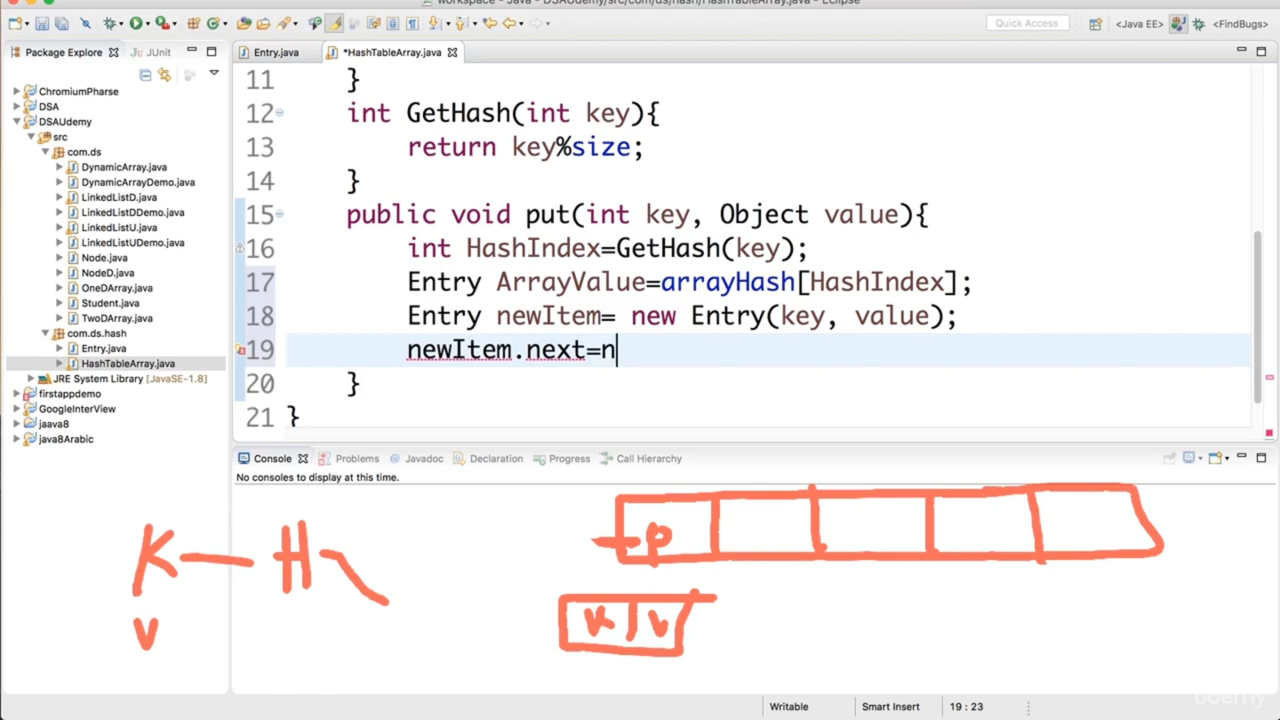 workspace - Java - DSAUdemy/src/com/ds/hash/HashTableArray.java - Eclipse
Quick Access
<Java EE>
<FindBugs>
Package Explorer
JUnit
Entry.java
*HashTableArray.java
ChromiumPharse
DSA
DSAUdemy
src
com.ds
DynamicArray.java
DynamicArrayDemo.java
LinkedListD.java
LinkedListDDemo.java
LinkedListU.java
LinkedListUDemo.java
Node.java
NodeD.java
OneDArray.java
Student.java
TwoDArray.java
com.ds.hash
Entry.java
HashTableArray.java
JRE System Library [JavaSE-1.8]
firstappdemo
GoogleInterView
jaava8
java8Arabic
11 }
12 int GetHash(int key){
13 return key%size;
14 }
15 public void put(int key, Object value){
16 int HashIndex=GetHash(key);
17 Entry ArrayValue=arrayHash[HashIndex];
18 Entry newItem= new Entry(key, value);
19 newItem.next=n
20 }
21 }
Console
Problems
Javadoc
Declaration
Progress
Call Hierarchy
No consoles to display at this time.
K H
V
P
K V
Writable
Smart Insert
19 : 23
udemy